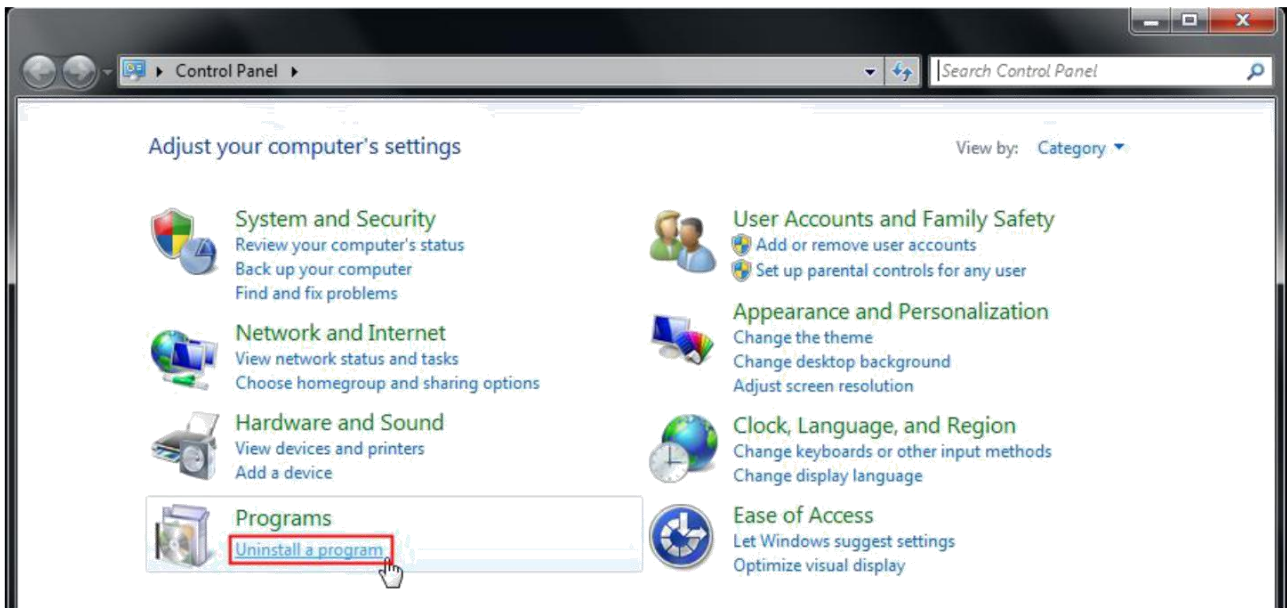 Control Panel
Search Control Panel
Adjust your computer's settings
View by: Category
System and Security
Review your computer's status
Back up your computer
Find and fix problems
Network and Internet
View network status and tasks
Choose homegroup and sharing options
Hardware and Sound
View devices and printers
Add a device
Programs
Uninstall a program
User Accounts and Family Safety
Add or remove user accounts
Set up parental controls for any user
Appearance and Personalization
Change the theme
Change desktop background
Adjust screen resolution
Clock, Language, and Region
Change keyboards or other input methods
Change display language
Ease of Access
Let Windows suggest settings
Optimize visual display